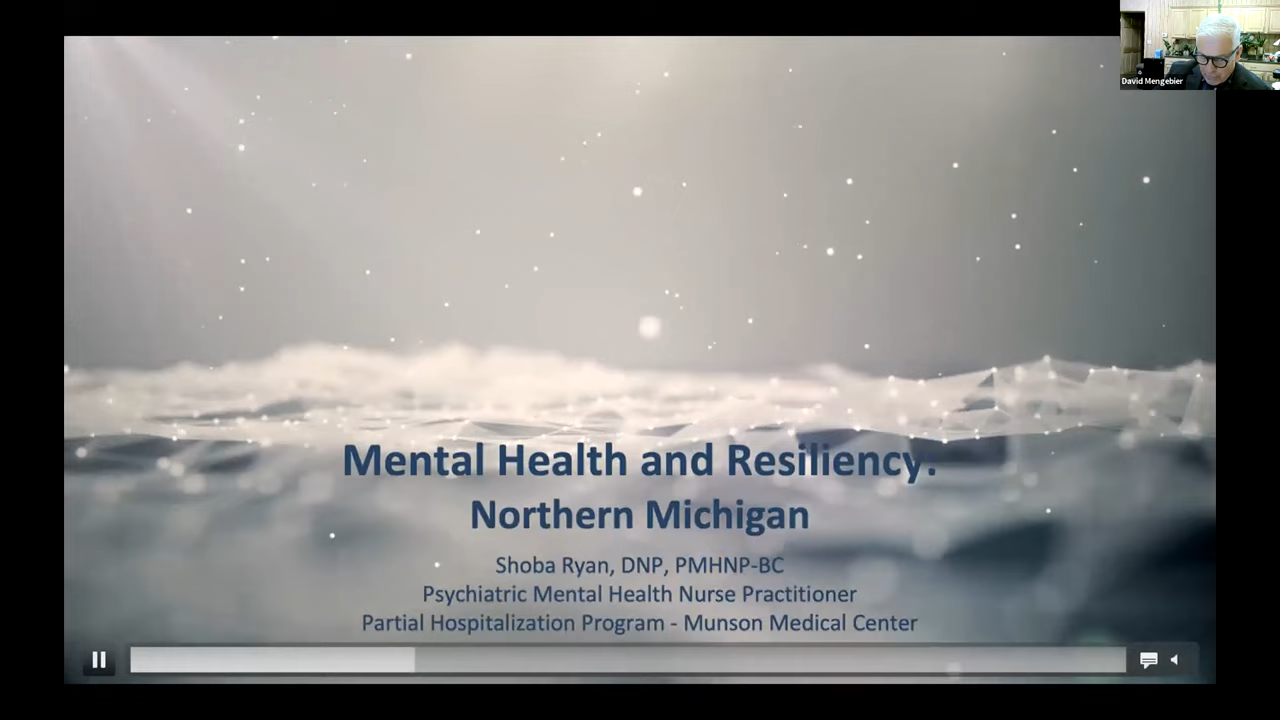 David Mengebier
Mental Health and Resiliency:
Northern Michigan
Shoba Ryan, DNP, PMHNP-BC
Psychiatric Mental Health Nurse Practitioner
Partial Hospitalization Program - Munson Medical Center